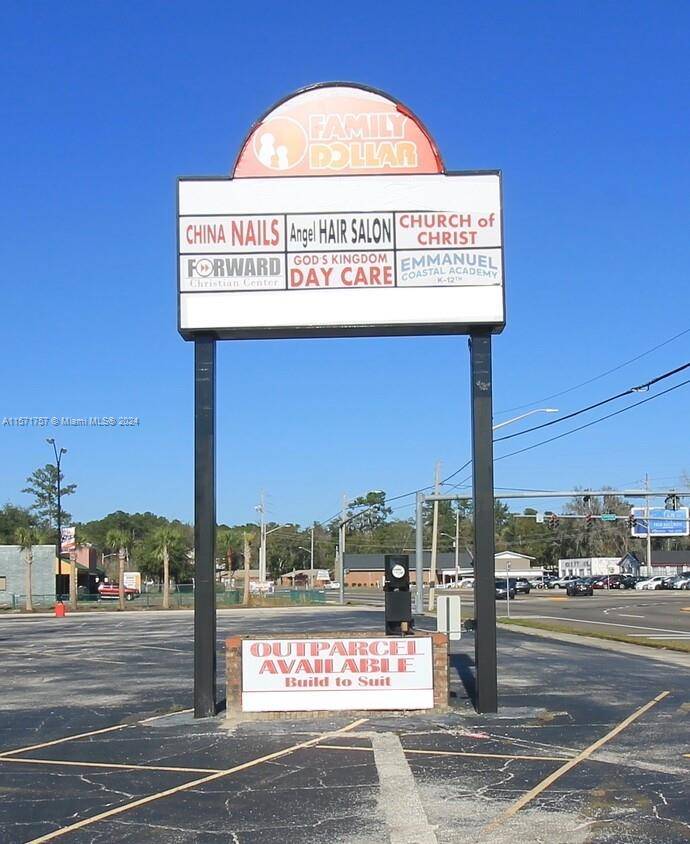 FAMILY
DOLLAR
CHINA NAILS
Angel HAIR SALON
CHURCH of
CHRIST
FORWARD
Christian Center
GOD'S KINGDOM
DAY CARE
EMMANUEL
COASTAL ACADEMY
K-12TH
A11571757 © Miami MLS® 2024
OUTPARCEL
AVAILABLE
Build to Suit